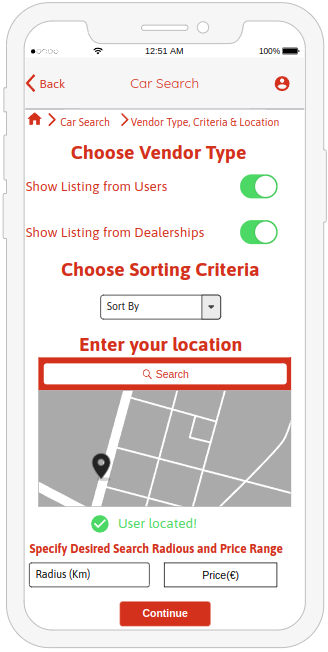 11:51 AM 100%
Back Car Search
Car Search Vendor Type, Criteria & Location
Choose Vendor Type
Show Listing from Users
Show Listing from Dealerships
Choose Sorting Criteria
Sort By
Enter your location
Search
User located!
Specify Desired Search Radious and Price Range
Radius (Km) Price(€)
Continue